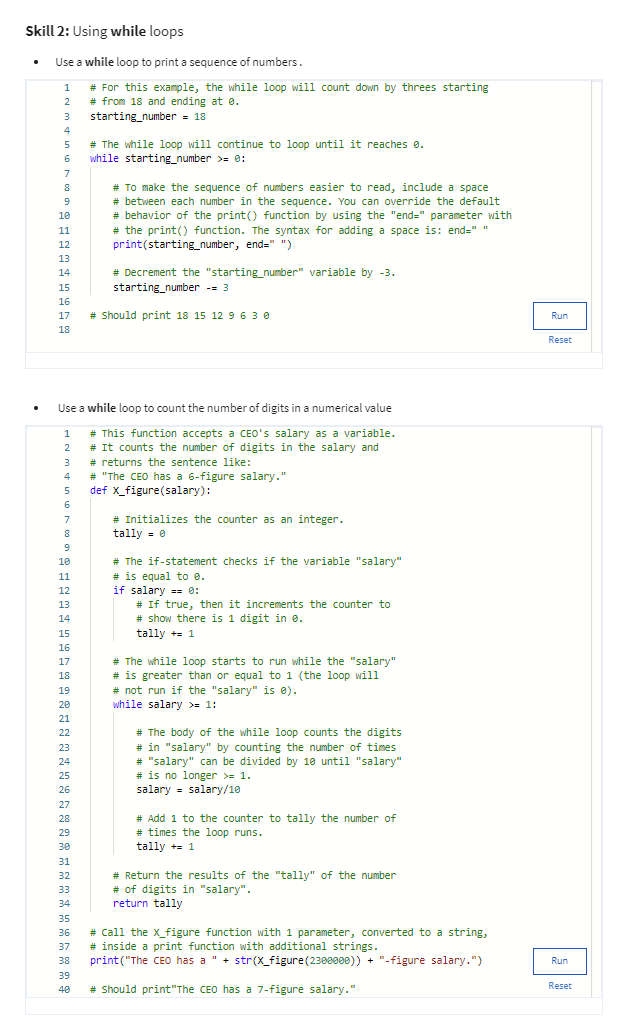 Skill 2: Using while loops
• Use a while loop to print a sequence of numbers.
1 # For this example, the while loop will count down by threes starting
2 # from 18 and ending at 0.
3 starting_number = 18
4
5 # The while loop will continue to loop until it reaches 0.
6 while starting_number >= 0:
7
8 # To make the sequence of numbers easier to read, include a space
9 # between each number in the sequence. You can override the default
10 # behavior of the print() function by using the "end=" parameter with
11 # the print() function. The syntax for adding a space is: end=" "
12 print(starting_number, end=" ")
13
14 # Decrement the "starting_number" variable by -3.
15 starting_number -= 3
16
17 # Should print 18 15 12 9 6 3 0
18
Run
Reset
• Use a while loop to count the number of digits in a numerical value
1 # This function accepts a CEO's salary as a variable.
2 # It counts the number of digits in the salary and
3 # returns the sentence like:
4 # "The CEO has a 6-figure salary."
5 def X_figure(salary):
6
7 # Initializes the counter as an integer.
8 tally = 0
9
10 # The if-statement checks if the variable "salary"
11 # is equal to 0.
12 if salary == 0:
13 # If true, then it increments the counter to
14 # show there is 1 digit in 0.
15 tally += 1
16
17 # The while loop starts to run while the "salary"
18 # is greater than or equal to 1 (the loop will
19 # not run if the "salary" is 0).
20 while salary >= 1:
21
22 # The body of the while loop counts the digits
23 # in "salary" by counting the number of times
24 # "salary" can be divided by 10 until "salary"
25 # is no longer >= 1.
26 salary = salary/10
27
28 # Add 1 to the counter to tally the number of
29 # times the loop runs.
30 tally += 1
31
32 # Return the results of the "tally" of the number
33 # of digits in "salary".
34 return tally
35
36 # Call the X_figure function with 1 parameter, converted to a string,
37 # inside a print function with additional strings.
38 print("The CEO has a " + str(X_figure(2300000)) + "-figure salary.")
39
40 # Should print"The CEO has a 7-figure salary."
Run
Reset